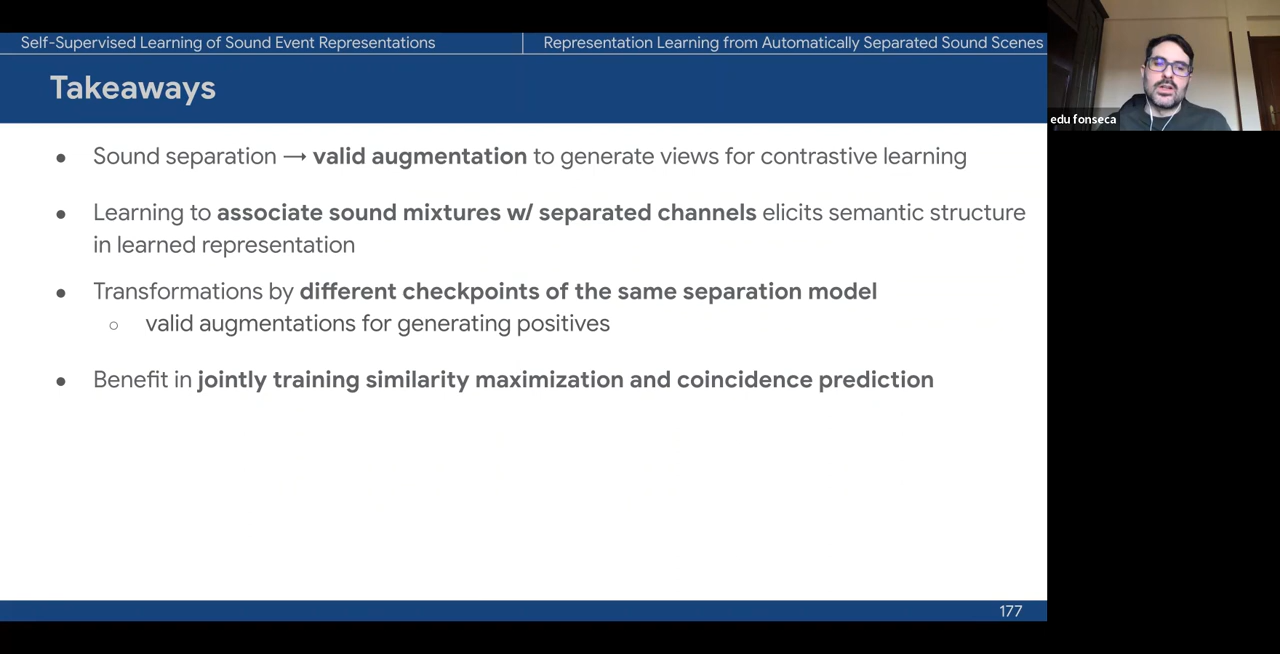 Self-Supervised Learning of Sound Event Representations
Representation Learning from Automatically Separated Sound Scenes
Takeaways
edu fonseca
● Sound separation → valid augmentation to generate views for contrastive learning
● Learning to associate sound mixtures w/ separated channels elicits semantic structure
in learned representation
● Transformations by different checkpoints of the same separation model
○ valid augmentations for generating positives
● Benefit in jointly training similarity maximization and coincidence prediction
177